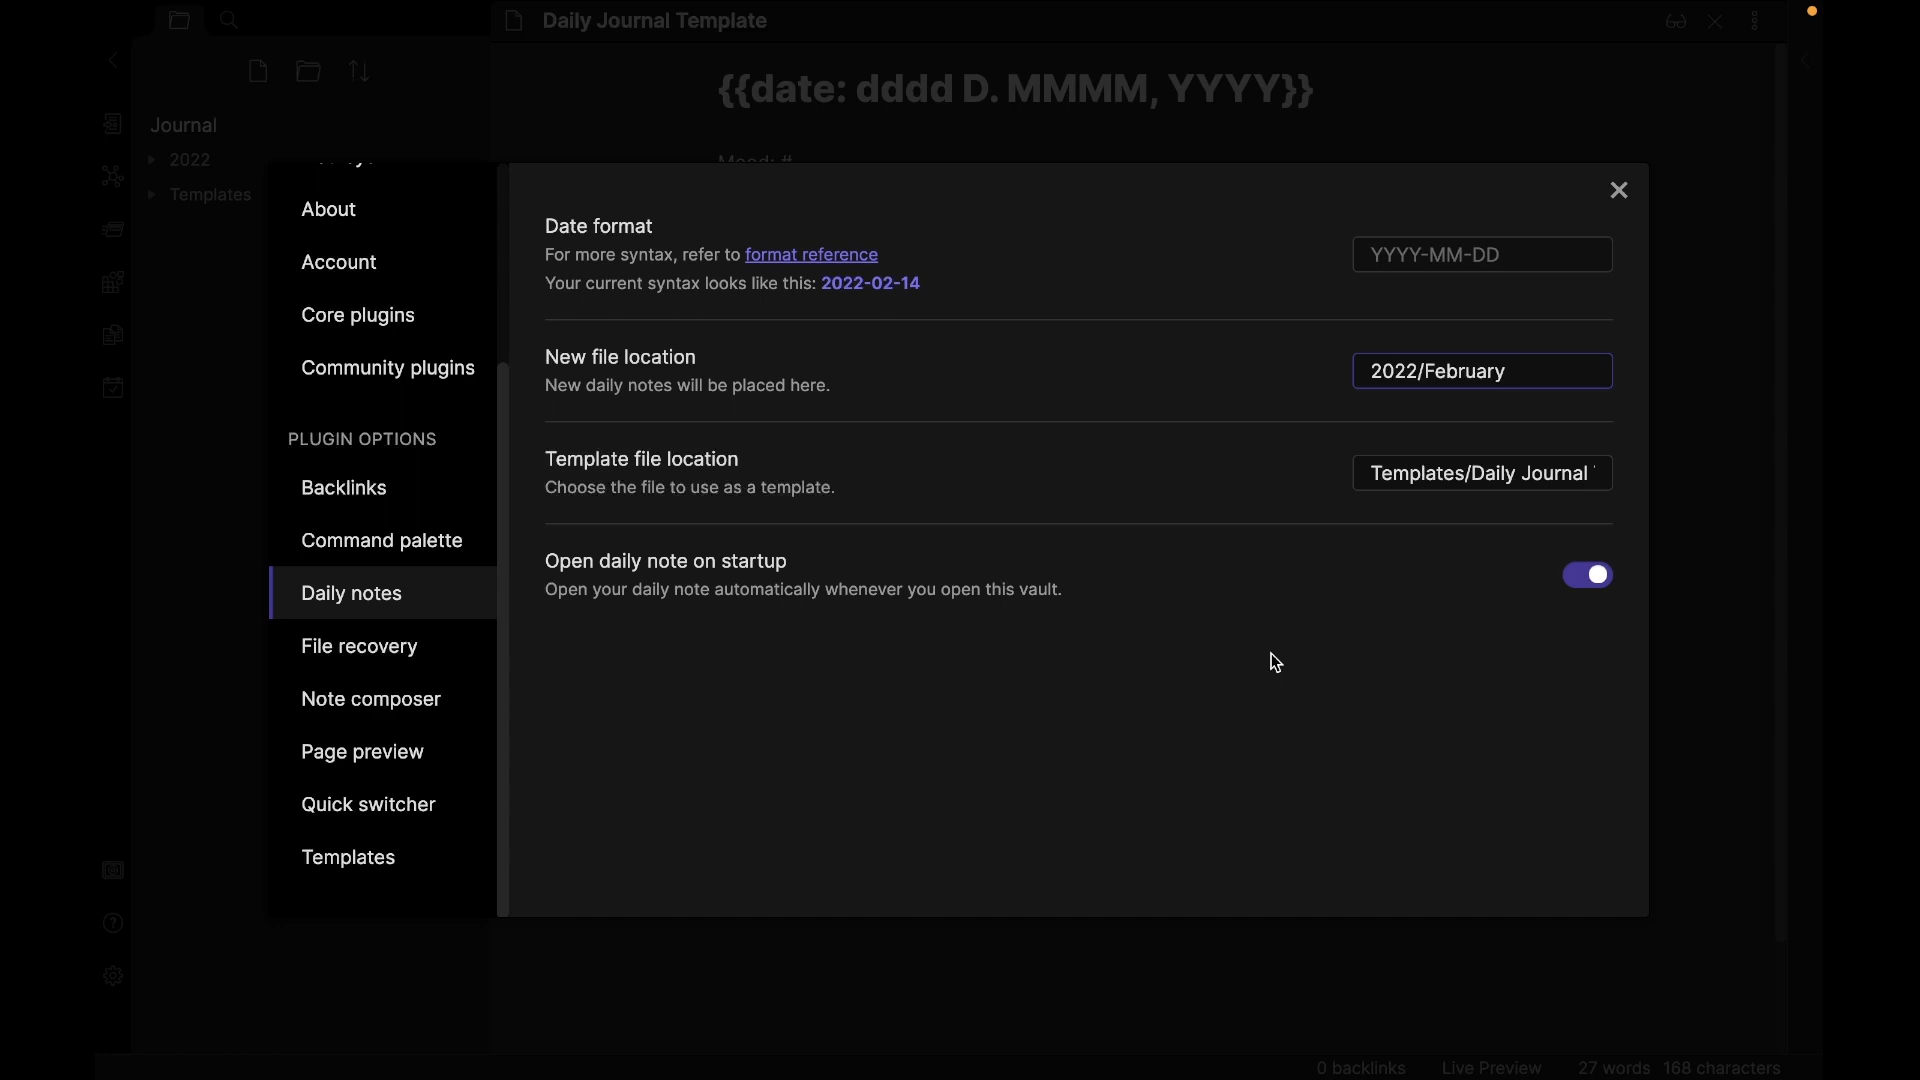 Daily Journal Template
{{date: dddd D. MMMM, YYYY}}
Journal
2022
Templates
Mood: #
About
Account
Core plugins
Community plugins
PLUGIN OPTIONS
Backlinks
Command palette
Daily notes
File recovery
Note composer
Page preview
Quick switcher
Templates
Date format
For more syntax, refer to format reference
Your current syntax looks like this: 2022-02-14
YYYY-MM-DD
New file location
New daily notes will be placed here.
2022/February
Template file location
Choose the file to use as a template.
Templates/Daily Journal
Open daily note on startup
Open your daily note automatically whenever you open this vault.
0 backlinks Live Preview 27 words 168 characters